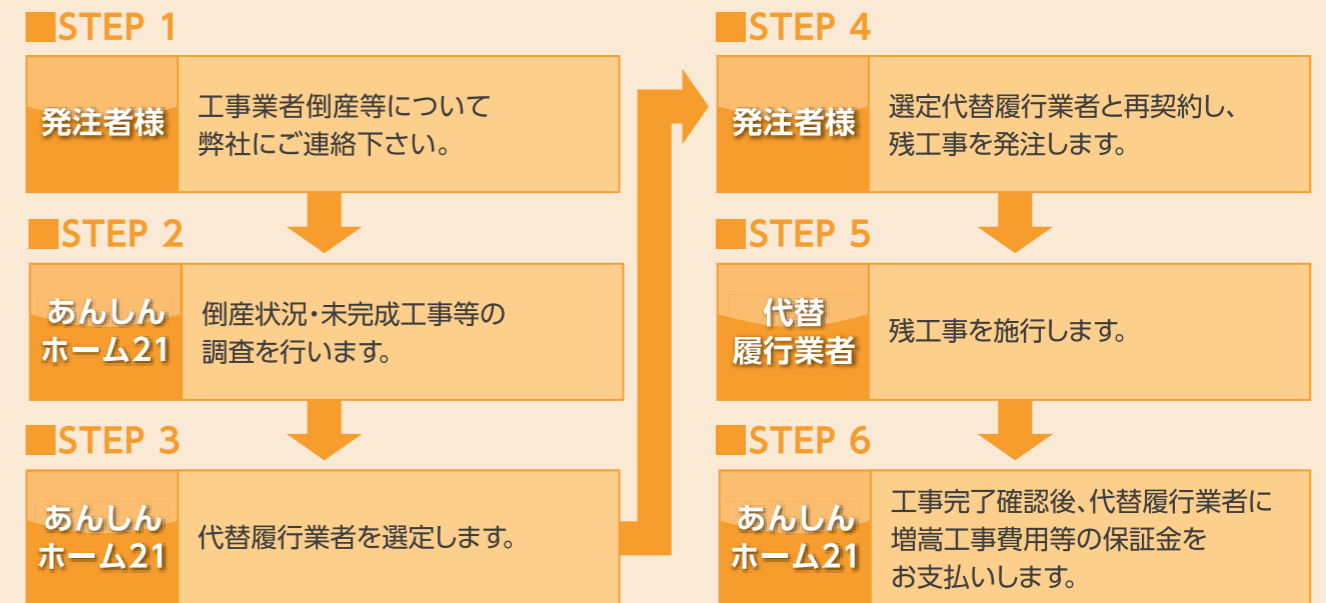 ■STEP 1
発注者様
工事業者倒産等について
弊社にご連絡下さい。
■STEP 2
あんしん
ホーム21
倒産状況・未完成工事等の
調査を行います。
■STEP 3
あんしん
ホーム21
代替履行業者を選定します。
■STEP 4
発注者様
選定代替履行業者と再契約し、
残工事を発注します。
■STEP 5
代替
履行業者
残工事を施行します。
■STEP 6
あんしん
ホーム21
工事完了確認後、代替履行業者に
増嵩工事費用等の保証金を
お支払いします。